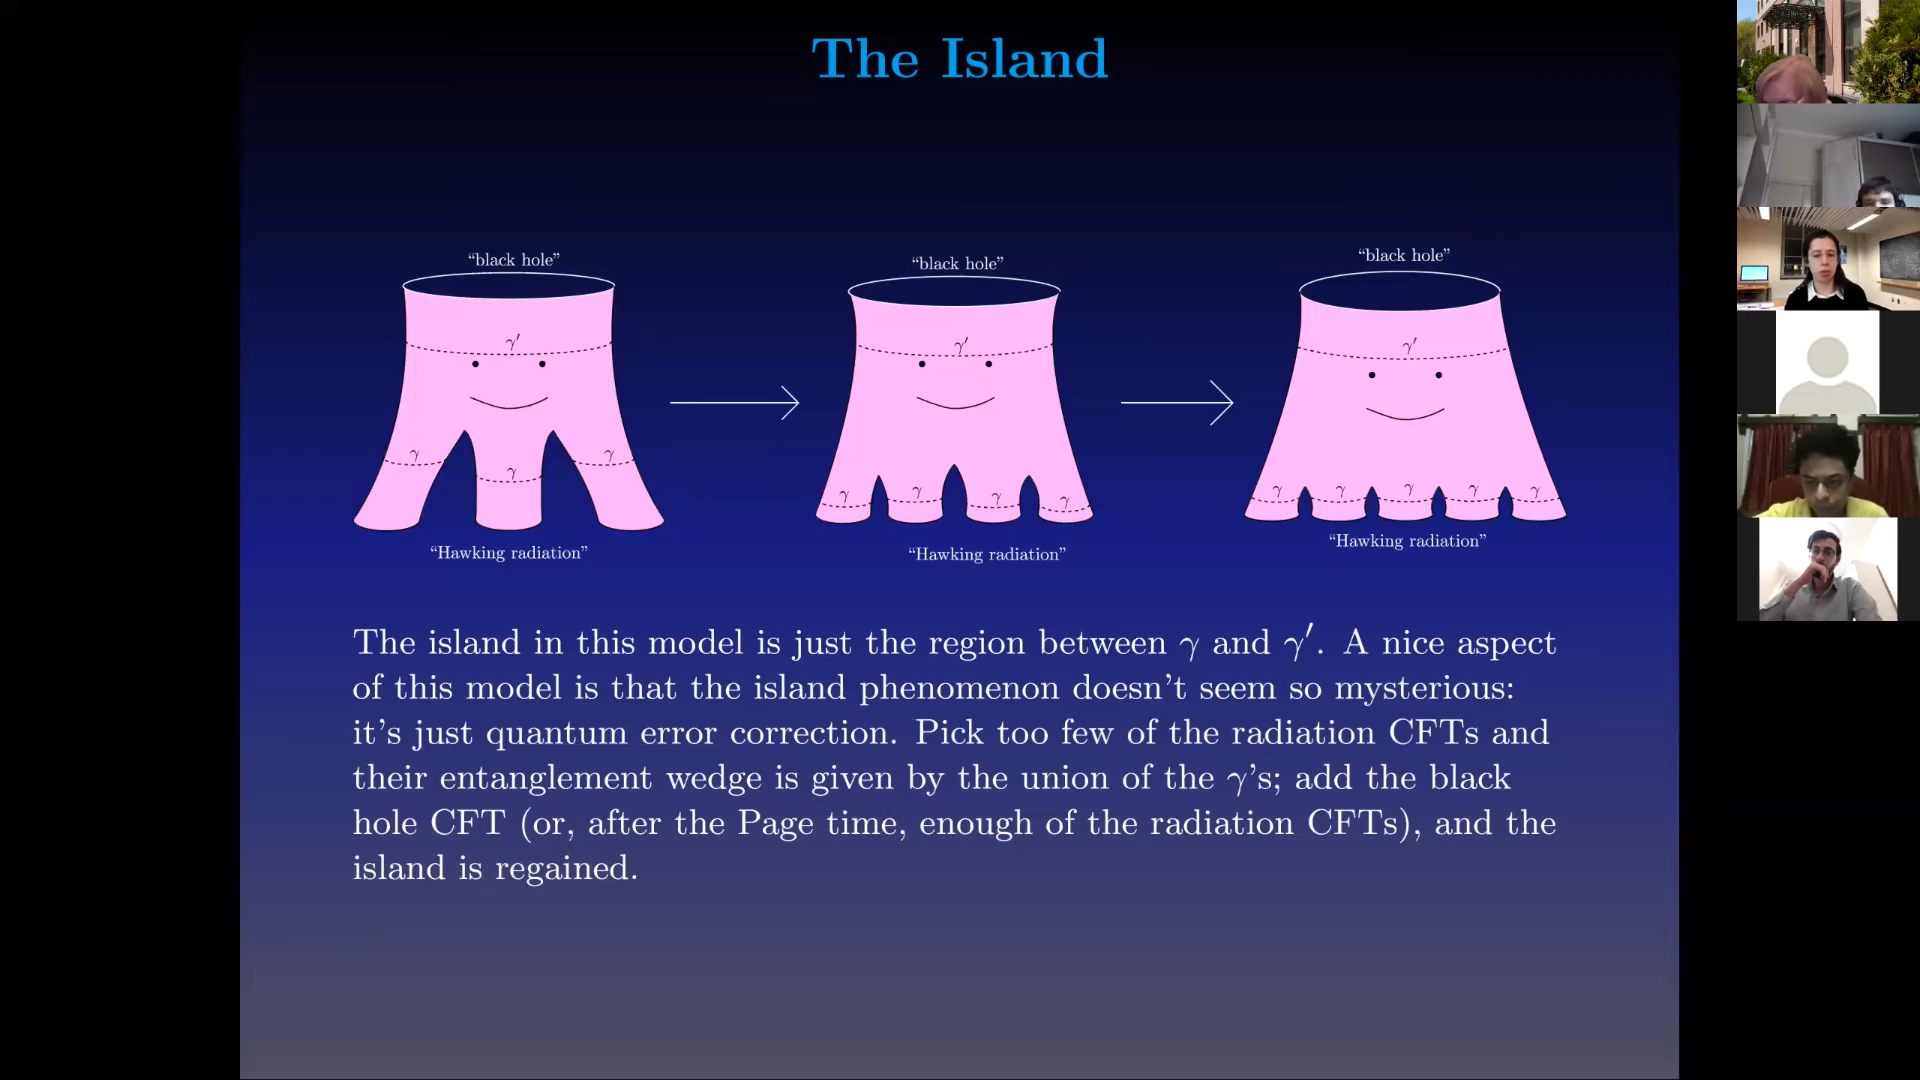 The Island
“black hole”
“black hole”
“black hole”
γ′
γ′
γ′
γ
γ
γ
γ
γ
γ
γ
γ
γ
γ
γ
γ
“Hawking radiation”
“Hawking radiation”
“Hawking radiation”
The island in this model is just the region between γ and γ′. A nice aspect
of this model is that the island phenomenon doesn’t seem so mysterious:
it’s just quantum error correction. Pick too few of the radiation CFTs and
their entanglement wedge is given by the union of the γ’s; add the black
hole CFT (or, after the Page time, enough of the radiation CFTs), and the
island is regained.